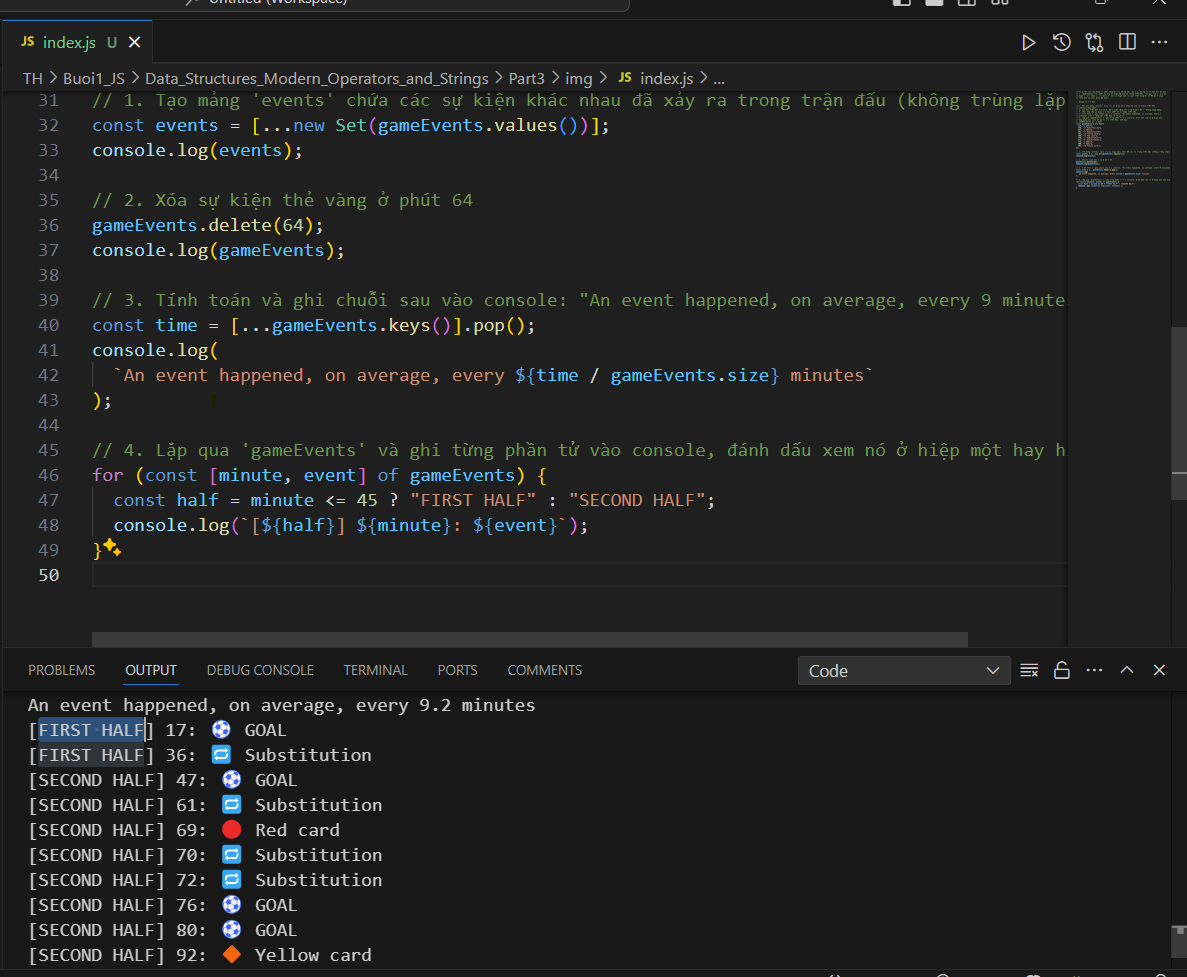 Untitled (Workspace)
JS index.js U
TH > Buoi1_JS > Data_Structures_Modern_Operators_and_Strings > Part3 > img > JS index.js > ...
31 // 1. Tạo mảng 'events' chứa các sự kiện khác nhau đã xảy ra trong trận đấu (không trùng lặp
32 const events = [...new Set(gameEvents.values())];
33 console.log(events);
34
35 // 2. Xóa sự kiện thẻ vàng ở phút 64
36 gameEvents.delete(64);
37 console.log(gameEvents);
38
39 // 3. Tính toán và ghi chuỗi sau vào console: "An event happened, on average, every 9 minute
40 const time = [...gameEvents.keys()].pop();
41 console.log(
42 `An event happened, on average, every ${time / gameEvents.size} minutes`
43 );
44
45 // 4. Lặp qua 'gameEvents' và ghi từng phần tử vào console, đánh dấu xem nó ở hiệp một hay h
46 for (const [minute, event] of gameEvents) {
47 const half = minute <= 45 ? "FIRST HALF" : "SECOND HALF";
48 console.log(`[${half}] ${minute}: ${event}`);
49 }
50
PROBLEMS OUTPUT DEBUG CONSOLE TERMINAL PORTS COMMENTS Code
An event happened, on average, every 9.2 minutes
[FIRST HALF] 17: ⚽ GOAL
[FIRST HALF] 36: 🔁 Substitution
[SECOND HALF] 47: ⚽ GOAL
[SECOND HALF] 61: 🔁 Substitution
[SECOND HALF] 69: 🔴 Red card
[SECOND HALF] 70: 🔁 Substitution
[SECOND HALF] 72: 🔁 Substitution
[SECOND HALF] 76: ⚽ GOAL
[SECOND HALF] 80: ⚽ GOAL
[SECOND HALF] 92: 🔶 Yellow card